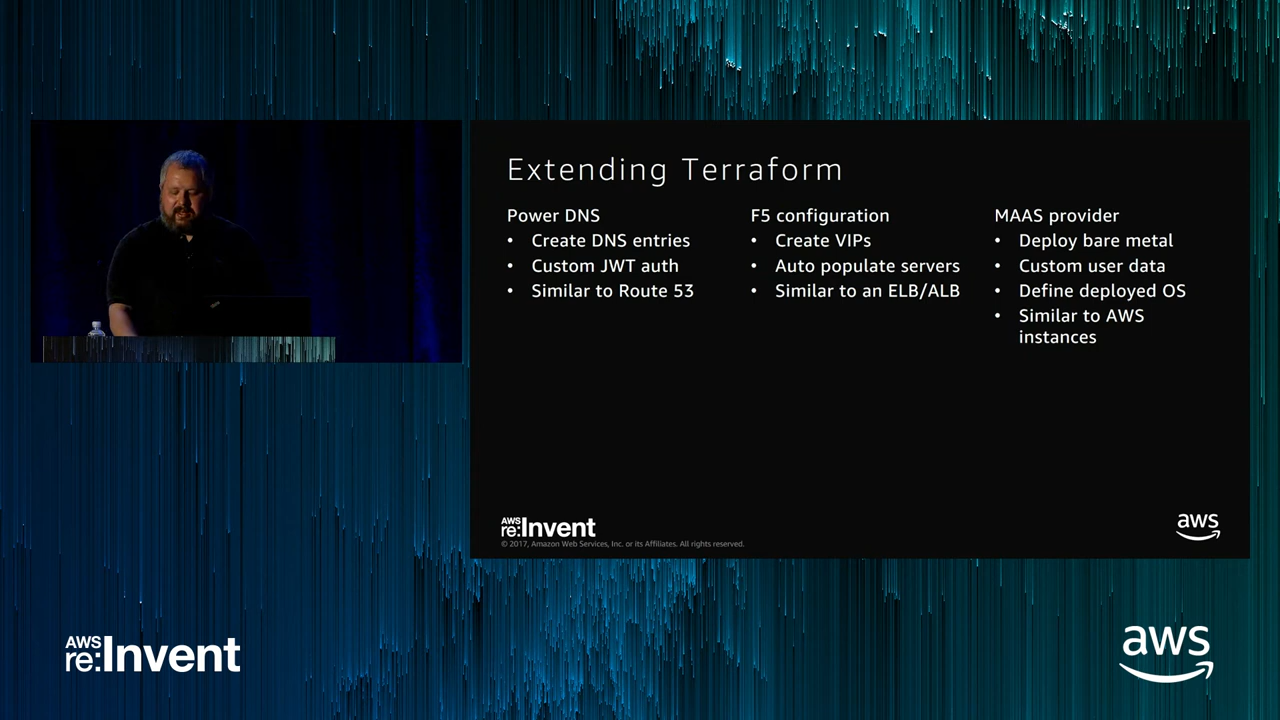 Extending Terraform
Power DNS
• Create DNS entries
• Custom JWT auth
• Similar to Route 53
F5 configuration
• Create VIPs
• Auto populate servers
• Similar to an ELB/ALB
MAAS provider
• Deploy bare metal
• Custom user data
• Define deployed OS
• Similar to AWS
instances
AWS
re:Invent
© 2017, Amazon Web Services, Inc. or its Affiliates. All rights reserved.
aws
AWS
re:Invent
aws